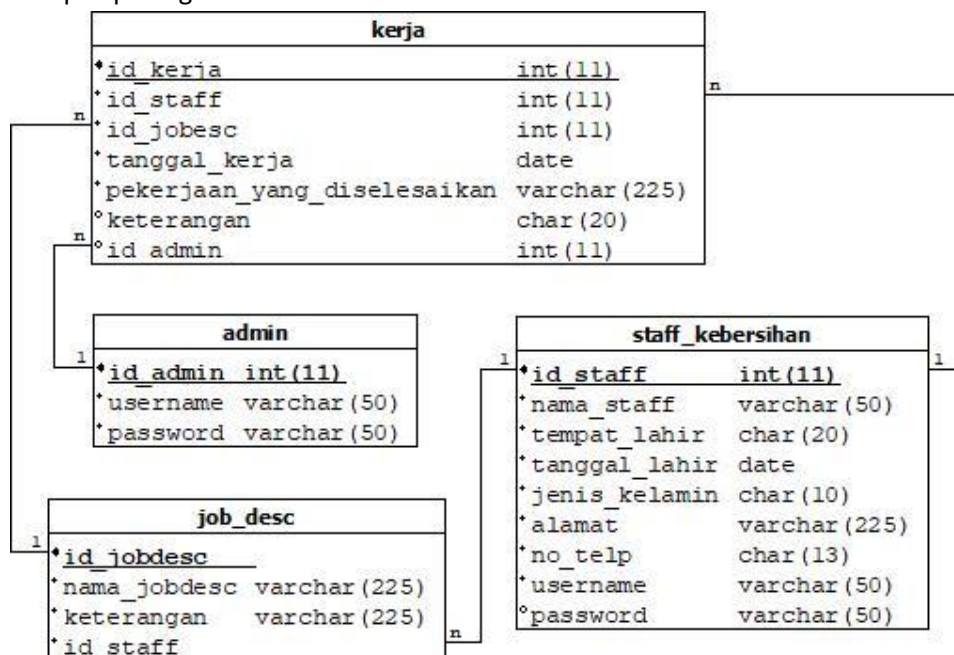 kerja
*id_kerja int(11)
*id_staff int(11)
n
n *id_jobesc int(11)
*tanggal_kerja date
*pekerjaan_yang_diselesaikan varchar(225)
°keterangan char(20)
n °id_admin int(11)
admin
1 *id_admin int(11)
*username varchar(50)
*password varchar(50)
staff_kebersihan
1 *id_staff int(11) 1
*nama_staff varchar(50)
*tempat_lahir char(20)
*tanggal_lahir date
*jenis_kelamin char(10)
*alamat varchar(225)
*no_telp char(13)
*username varchar(50)
°password varchar(50)
job_desc
1 *id_jobdesc
*nama_jobdesc varchar(225)
*keterangan varchar(225)
n
*id_staff